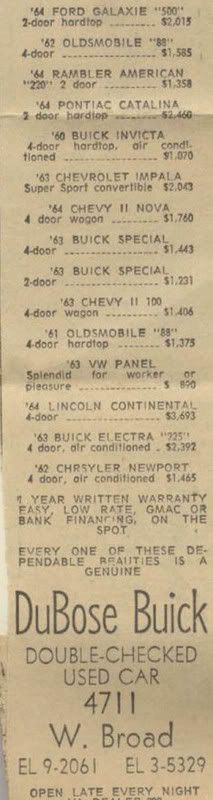 '64 FORD GALAXIE "500"
2-door hardtop ---------- $2,015
'62 OLDSMOBILE "88"
4-door ---------------- $1,585
'64 RAMBLER AMERICAN
"220" 2 door ---------- $1,358
'64 PONTIAC CATALINA
2 door hardtop -------- $2,460
'60 BUICK INVICTA
4-door hardtop, air condi-
tioned ---------------- $1,070
'63 CHEVROLET IMPALA
Super Sport convertible $2,043
'64 CHEVY II NOVA
4 door wagon ---------- $1,760
'63 BUICK SPECIAL
4-door ---------------- $1,443
'63 BUICK SPECIAL
2-door ---------------- $1,231
'63 CHEVY II 100
4-door wagon ---------- $1,406
'61 OLDSMOBILE "88"
4-door hardtop -------- $1,375
'63 VW PANEL
Splendid for worker or
pleasure -------------- $ 890
'64 LINCOLN CONTINENTAL
4-door ---------------- $3,693
'63 BUICK ELECTRA "225"
4 door, air conditioned . $2,392
'62 CHRYSLER NEWPORT
4 door, air conditioned $1,465
1 YEAR WRITTEN WARRANTY
EASY, LOW RATE, GMAC OR
BANK FINANCING, ON THE
SPOT
EVERY ONE OF THESE DE-
PENDABLE BEAUTIES IS A
GENUINE
DuBose Buick
DOUBLE-CHECKED
USED CAR
4711
W. Broad
EL 9-2061 EL 3-5329
OPEN LATE EVERY NIGHT